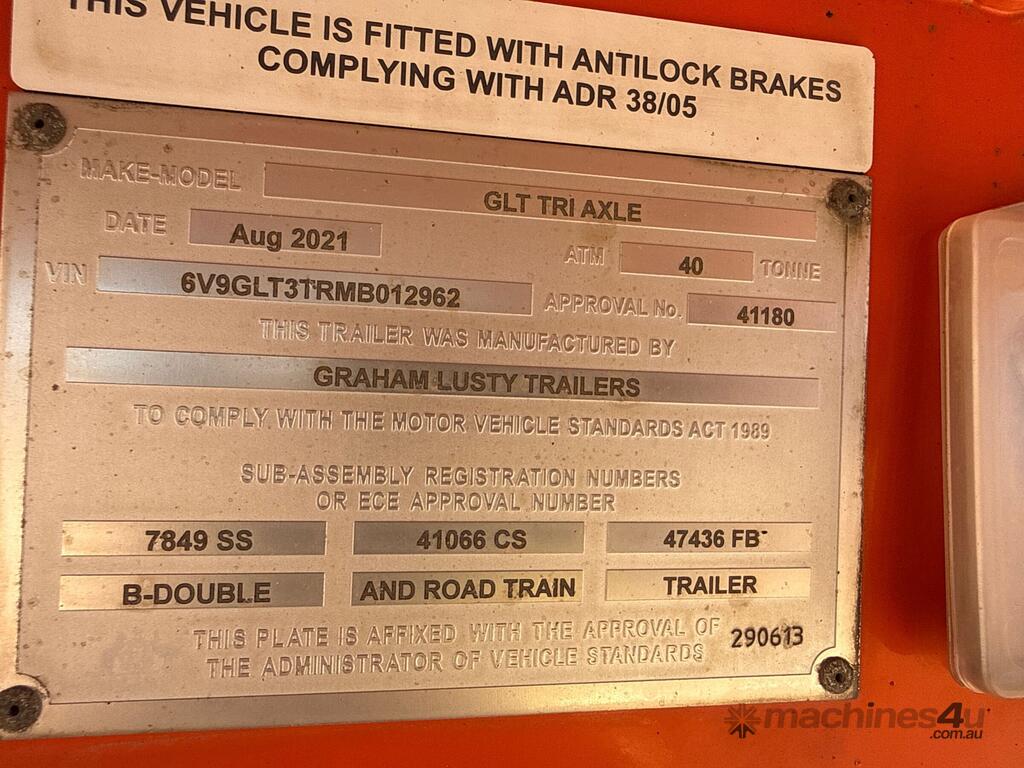 THIS VEHICLE IS FITTED WITH ANTILOCK BRAKES
COMPLYING WITH ADR 38/05
MAKE-MODEL GLT TRI AXLE
DATE Aug 2021 ATM 40 TONNE
VIN 6V9GLT3TRMB012962 APPROVAL No. 41180
THIS TRAILER WAS MANUFACTURED BY
GRAHAM LUSTY TRAILERS
TO COMPLY WITH THE MOTOR VEHICLE STANDARDS ACT 1989
SUB-ASSEMBLY REGISTRATION NUMBERS
OR ECE APPROVAL NUMBER
7849 SS 41066 CS 47436 FB-
B-DOUBLE AND ROAD TRAIN TRAILER
THIS PLATE IS AFFIXED WITH THE APPROVAL OF 290613
THE ADMINISTRATOR OF VEHICLE STANDARDS
machines4u
.com.au